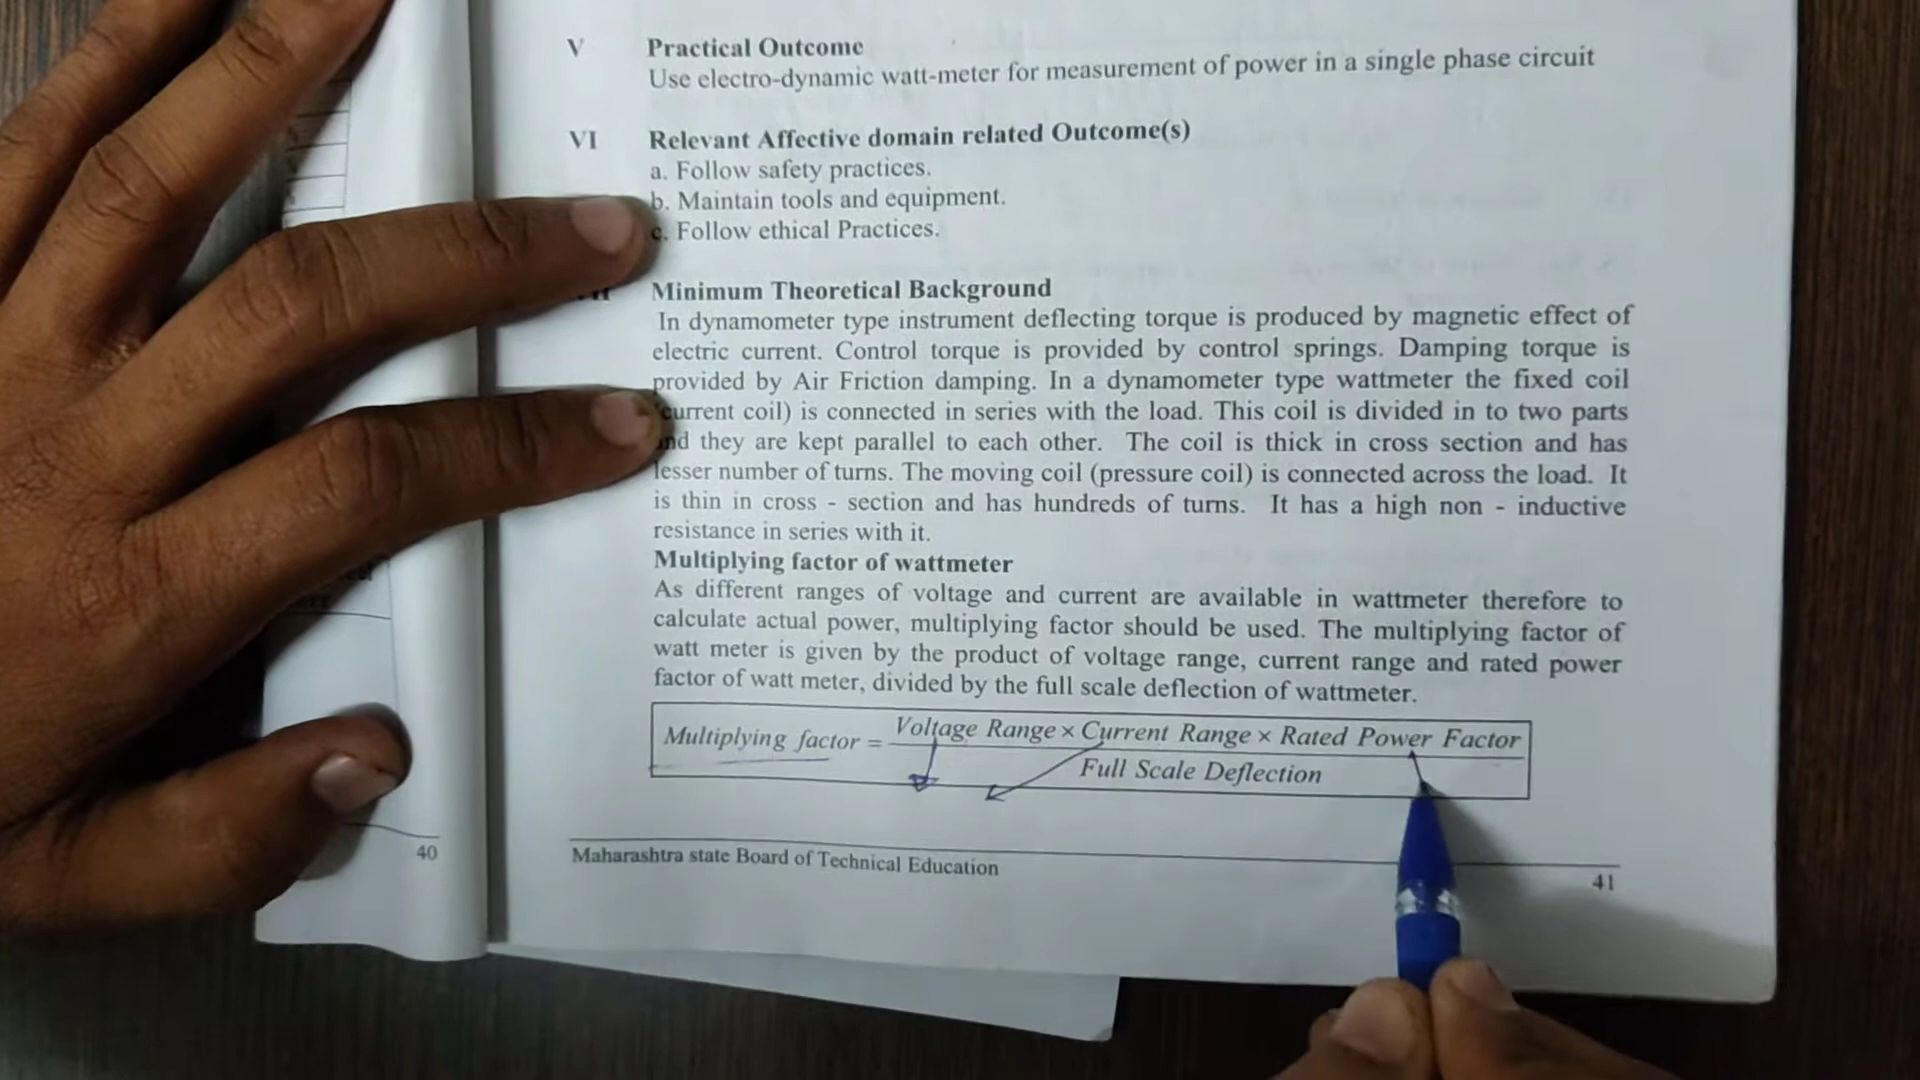 V Practical Outcome
Use electro-dynamic watt-meter for measurement of power in a single phase circuit
VI Relevant Affective domain related Outcome(s)
a. Follow safety practices.
b. Maintain tools and equipment.
c. Follow ethical Practices.
Minimum Theoretical Background
In dynamometer type instrument deflecting torque is produced by magnetic effect of
electric current. Control torque is provided by control springs. Damping torque is
provided by Air Friction damping. In a dynamometer type wattmeter the fixed coil
current coil) is connected in series with the load. This coil is divided in to two parts
and they are kept parallel to each other. The coil is thick in cross section and has
lesser number of turns. The moving coil (pressure coil) is connected across the load. It
is thin in cross - section and has hundreds of turns. It has a high non - inductive
resistance in series with it.
Multiplying factor of wattmeter
As different ranges of voltage and current are available in wattmeter therefore to
calculate actual power, multiplying factor should be used. The multiplying factor of
watt meter is given by the product of voltage range, current range and rated power
factor of watt meter, divided by the full scale deflection of wattmeter.
Multiplying factor = Voltage Range × Current Range × Rated Power Factor
Full Scale Deflection
40
Maharashtra state Board of Technical Education
41